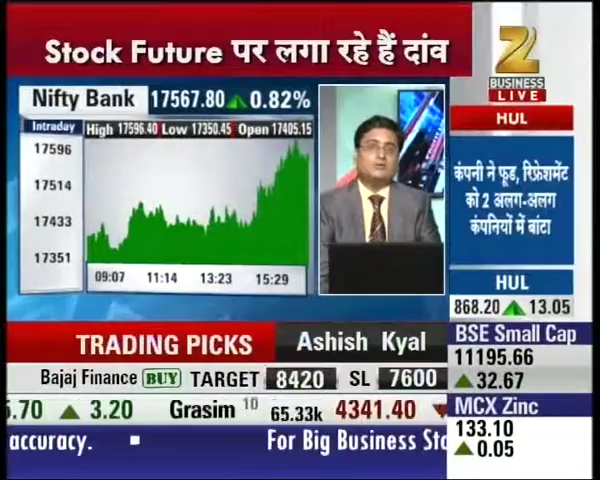 Stock Future पर लगा रहे हैं दांव
Z
BUSINESS
LIVE
Nifty Bank 17567.80 0.82%
Intraday High 17596.40 Low 17350.45 Open 17405.15
17596
17514
17433
17351
09:07 11:14 13:23 15:29
HUL
कंपनी ने फूड, रिफ्रेशमेंट
को 2 अलग-अलग
कंपनियों में बांटा
HUL
868.20 13.05
TRADING PICKS Ashish Kyal
Bajaj Finance BUY TARGET 8420 SL 7600
5.70 3.20 Grasim 10 65.33k 4341.40
accuracy. For Big Business Sto
BSE Small Cap
11195.66
32.67
MCX Zinc
133.10
0.05